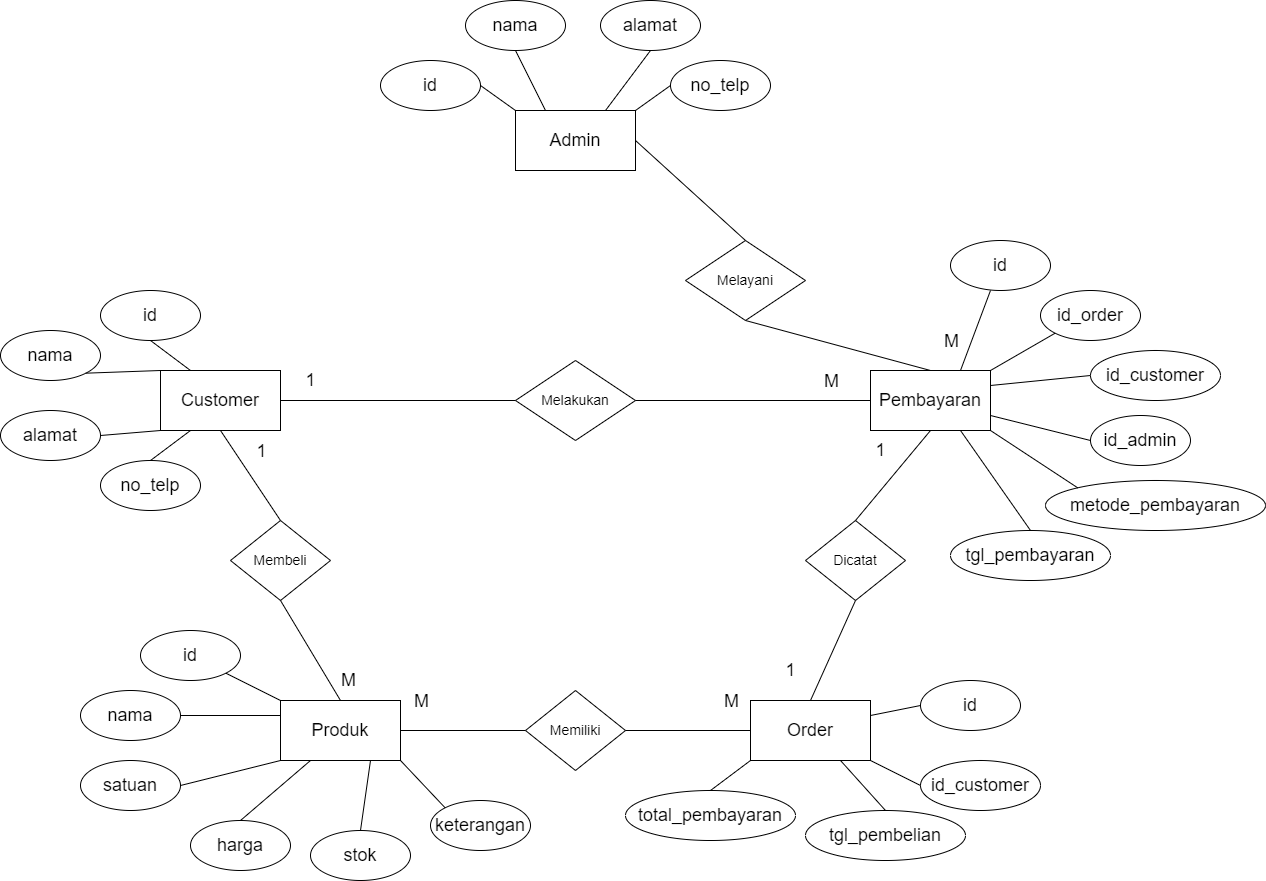 nama
alamat
id
no_telp
Admin
Melayani
id
id
id_order
nama
M
id_customer
1
M
Customer
Melakukan
Pembayaran
alamat
id_admin
1
1
no_telp
metode_pembayaran
tgl_pembayaran
Membeli
Dicatat
id
M
1
M
M
id
nama
Produk
Memiliki
Order
satuan
id_customer
total_pembayaran
keterangan
tgl_pembelian
harga
stok